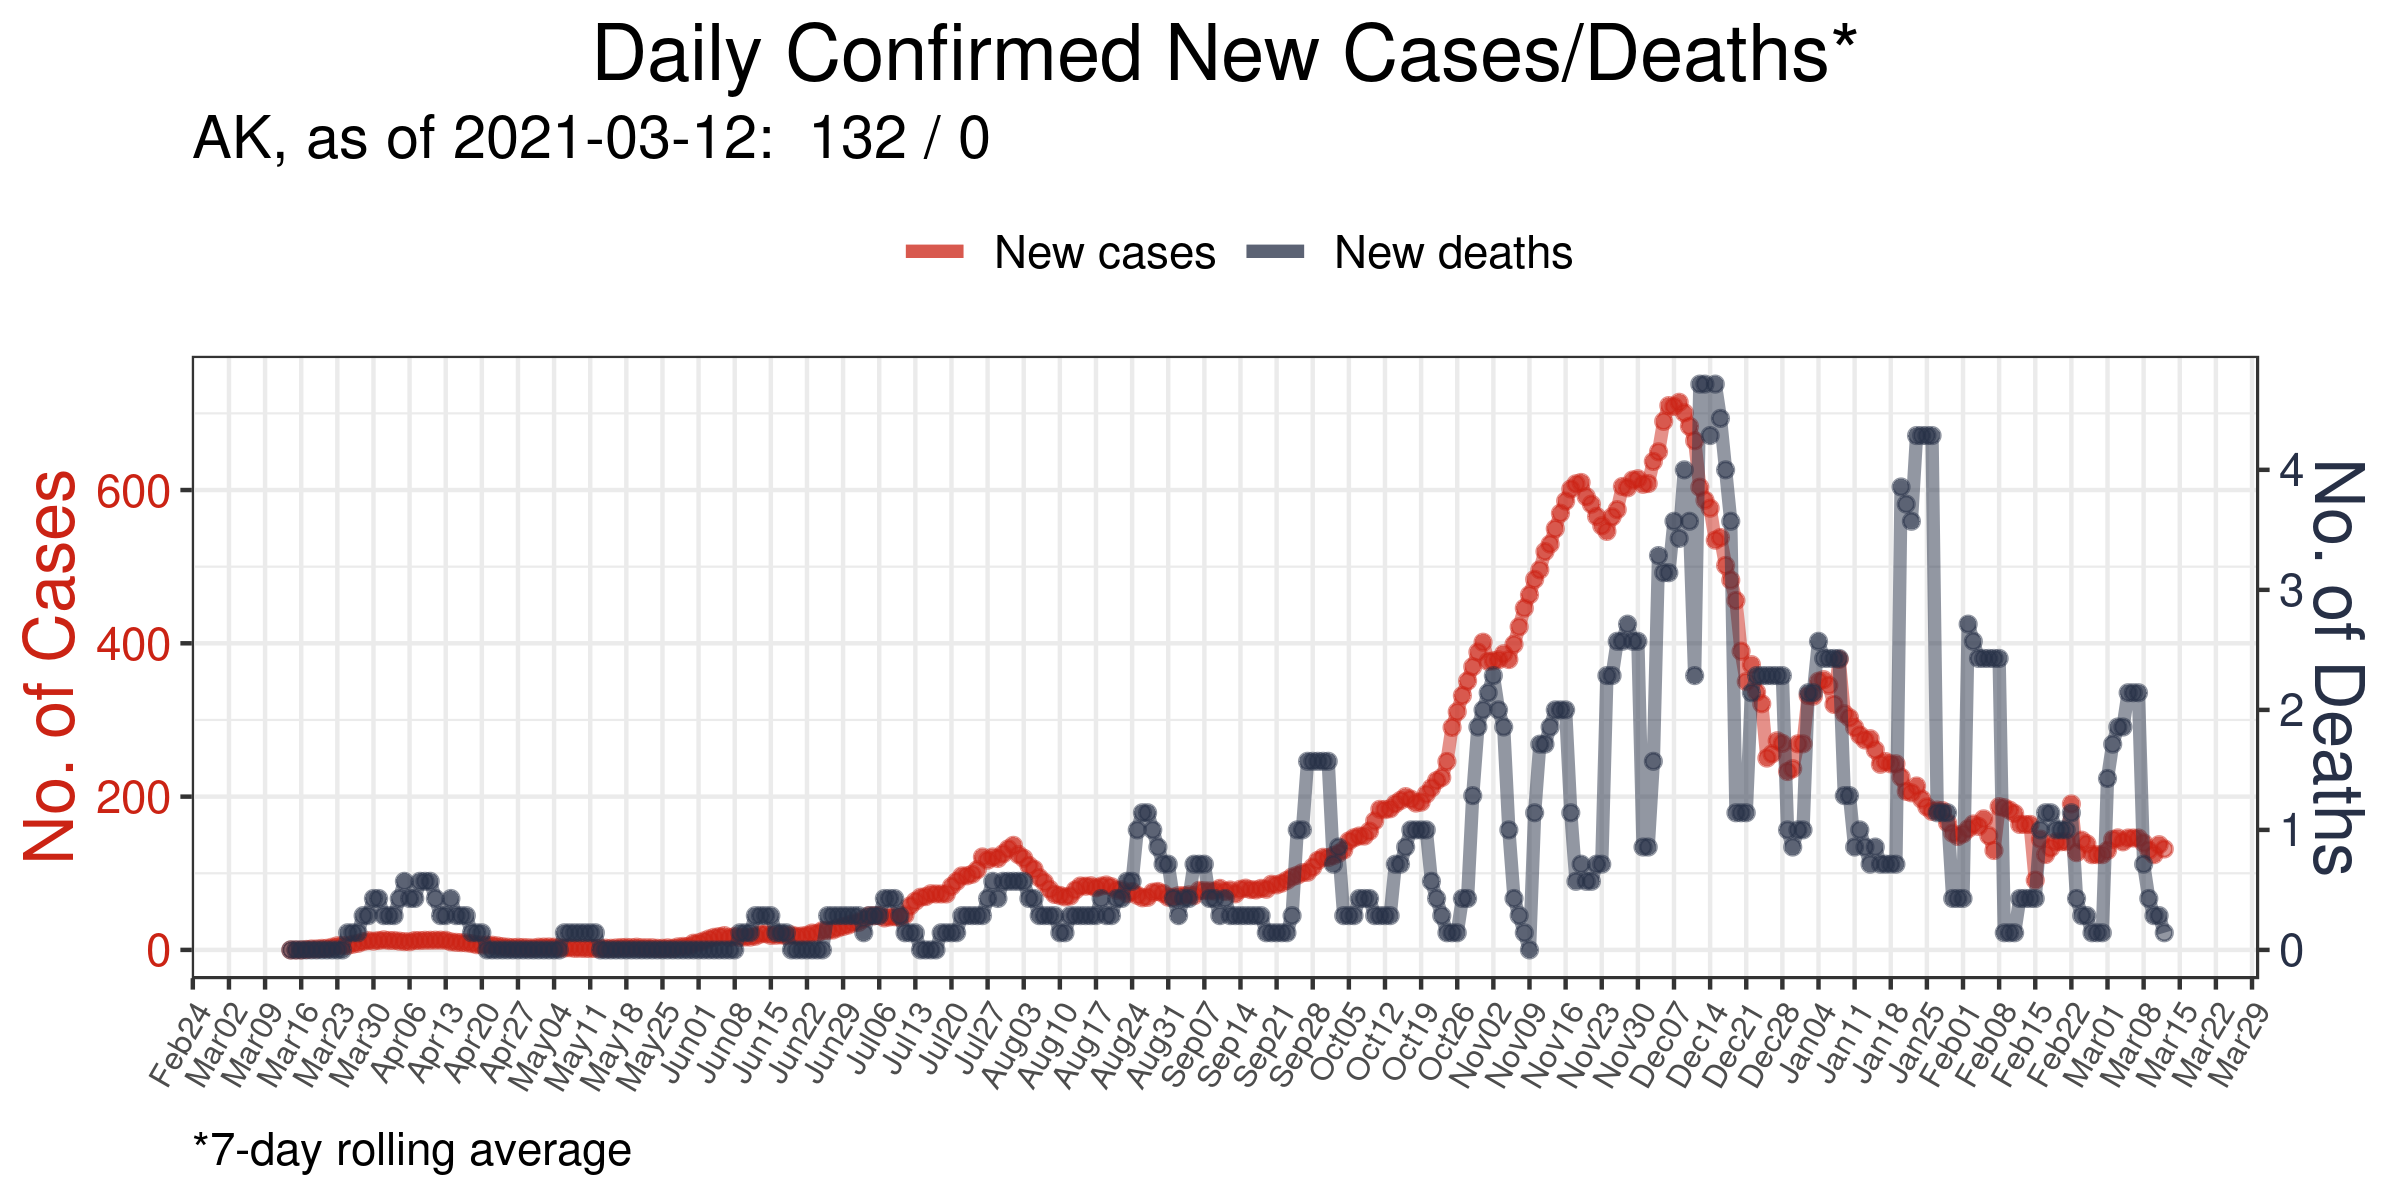 Daily Confirmed New Cases/Deaths*
AK, as of 2021-03-12:  132 / 0
New cases
New deaths
No. of Cases
600
400
200
0
4
3
2
1
0
No. of Deaths
Feb24
Mar02
Mar09
Mar16
Mar23
Mar30
Apr06
Apr13
Apr20
Apr27
May04
May11
May18
May25
Jun01
Jun08
Jun15
Jun22
Jun29
Jul06
Jul13
Jul20
Jul27
Aug03
Aug10
Aug17
Aug24
Aug31
Sep07
Sep14
Sep21
Sep28
Oct05
Oct12
Oct19
Oct26
Nov02
Nov09
Nov16
Nov23
Nov30
Dec07
Dec14
Dec21
Dec28
Jan04
Jan11
Jan18
Jan25
Feb01
Feb08
Feb15
Feb22
Mar01
Mar08
Mar15
Mar22
Mar29
*7-day rolling average